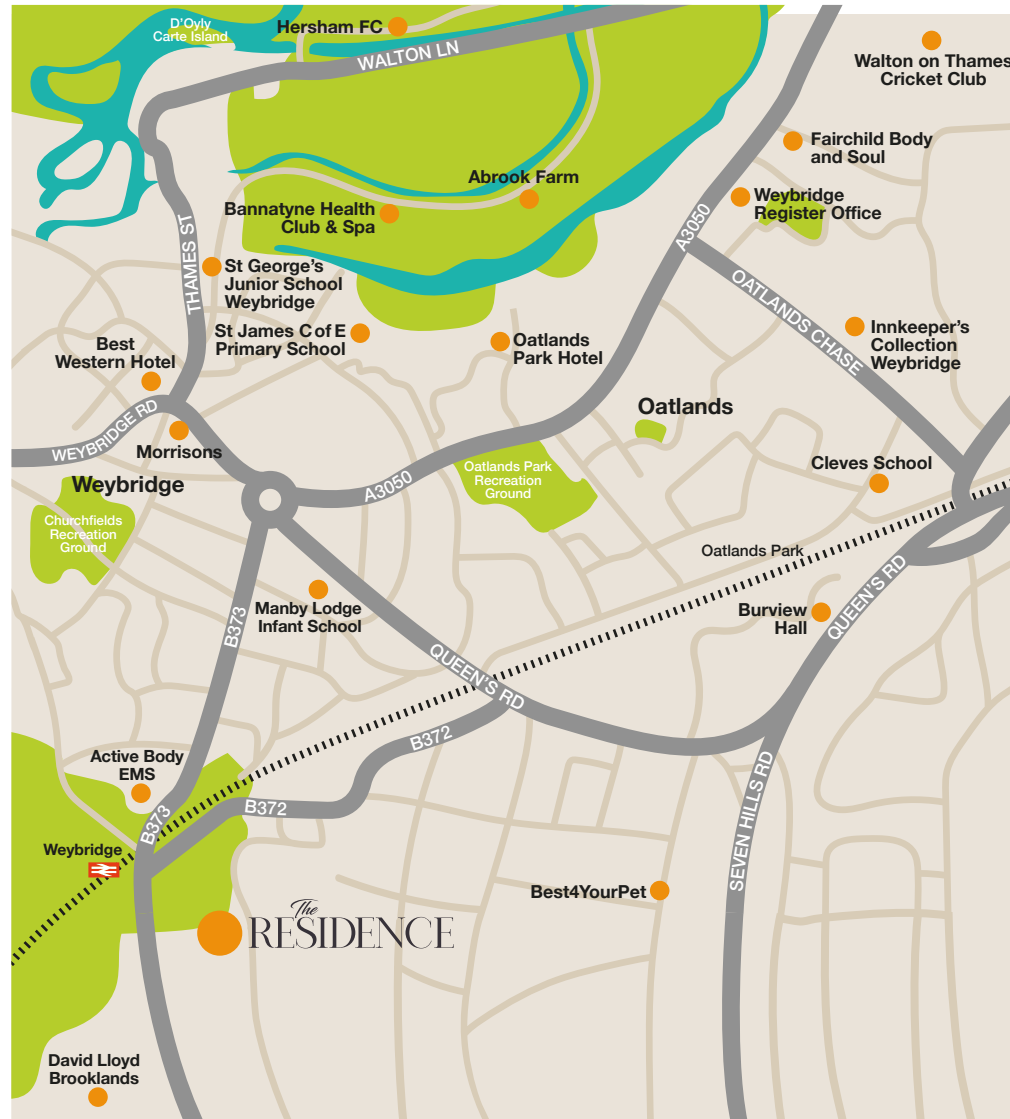 D'Oyly
Carte Island
Hersham FC
WALTON LN
Walton on Thames
Cricket Club
Fairchild Body
and Soul
Abrook Farm
Weybridge
Register Office
Bannatyne Health
Club & Spa
A3050
THAMES ST
St George's
Junior School
Weybridge
OATLANDS CHASE
St James C of E
Primary School
Oatlands
Park Hotel
Innkeeper's
Collection
Weybridge
Best
Western Hotel
Oatlands
WEYBRIDGE RD
Morrisons
Weybridge
A3050
Oatlands Park
Recreation
Ground
Cleves School
Churchfields
Recreation
Ground
Oatlands Park
Manby Lodge
Infant School
B373
Burview
Hall
QUEEN'S RD
QUEEN'S RD
B372
Active Body
EMS
B372
B373
SEVEN HILLS RD
Weybridge
Best4YourPet
The
RESIDENCE
David Lloyd
Brooklands